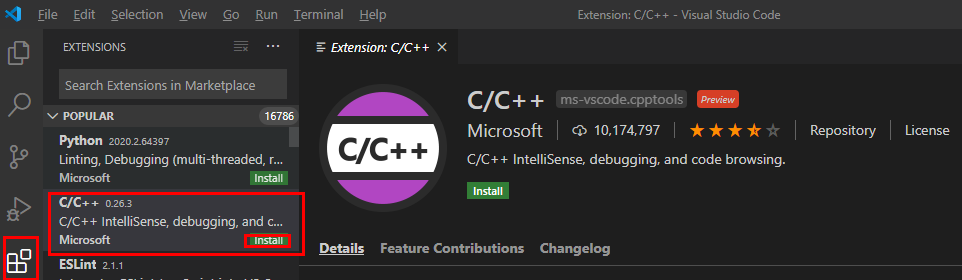 File Edit Selection View Go Run Terminal Help Extension: C/C++ - Visual Studio Code
EXTENSIONS
Search Extensions in Marketplace
POPULAR 16786
Python 2020.2.64397
Linting, Debugging (multi-threaded, r...
Microsoft Install
C/C++ 0.26.3
C/C++ IntelliSense, debugging, and c...
Microsoft Install
ESLint 2.1.1
Extension: C/C++
C/C++
C/C++ ms-vscode.cpptools Preview
Microsoft 10,174,797 Repository License
C/C++ IntelliSense, debugging, and code browsing.
Install
Details Feature Contributions Changelog